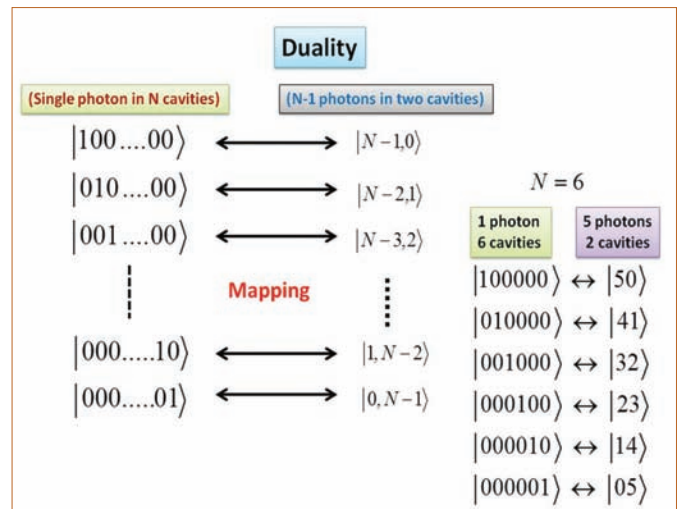 Duality
(Single photon in N cavities) (N-1 photons in two cavities)
|100....00⟩ ⟷ |N−1,0⟩
|010....00⟩ ⟷ |N−2,1⟩
|001....00⟩ ⟷ |N−3,2⟩
Mapping
|000.....10⟩ ⟷ |1, N−2⟩
|000.....01⟩ ⟷ |0, N−1⟩
N = 6
1 photon
6 cavities
5 photons
2 cavities
|100000⟩ ↔ |50⟩
|010000⟩ ↔ |41⟩
|001000⟩ ↔ |32⟩
|000100⟩ ↔ |23⟩
|000010⟩ ↔ |14⟩
|000001⟩ ↔ |05⟩